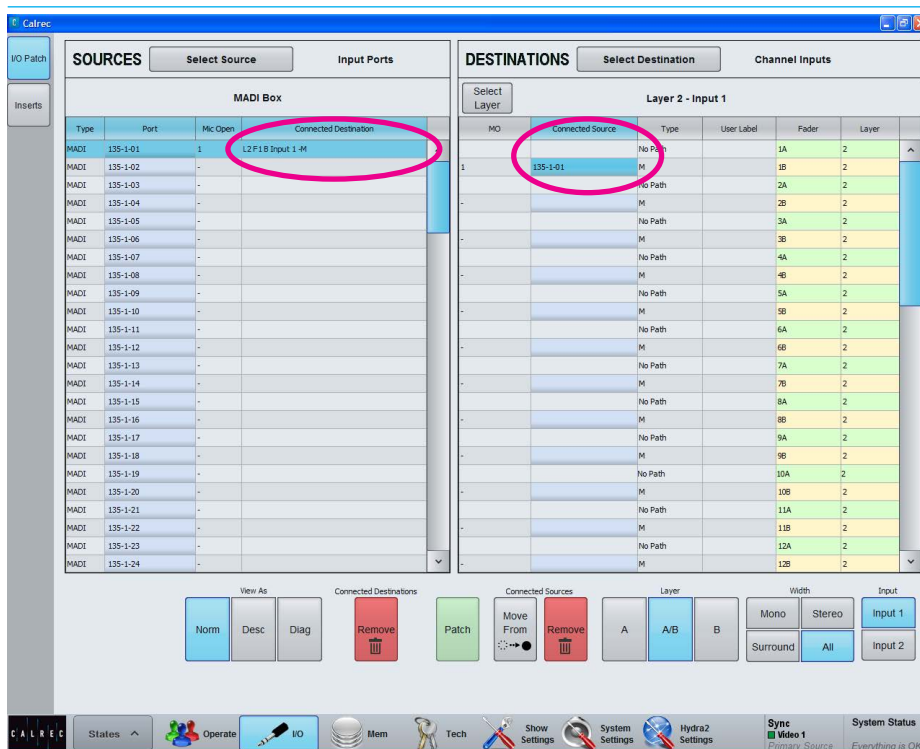 Calrec
I/O Patch
Inserts
SOURCES Select Source Input Ports
MADI Box
Type Port Mic Open Connected Destination
MADI 135-1-01 1 L2 F1 B Input 1 -M
MADI 135-1-02 -
MADI 135-1-03 -
MADI 135-1-04 -
MADI 135-1-05 -
MADI 135-1-06 -
MADI 135-1-07 -
MADI 135-1-08 -
MADI 135-1-09 -
MADI 135-1-10 -
MADI 135-1-11 -
MADI 135-1-12 -
MADI 135-1-13 -
MADI 135-1-14 -
MADI 135-1-15 -
MADI 135-1-16 -
MADI 135-1-17 -
MADI 135-1-18 -
MADI 135-1-19 -
MADI 135-1-20 -
MADI 135-1-21 -
MADI 135-1-22 -
MADI 135-1-23 -
MADI 135-1-24 -
DESTINATIONS Select Destination Channel Inputs
Select
Layer
Layer 2 - Input 1
MO Connected Source Type User Label Fader Layer
No Path 1A 2
1 135-1-01 M 1B 2
No Path 2A 2
- M 2B 2
No Path 3A 2
- M 3B 2
No Path 4A 2
- M 4B 2
No Path 5A 2
- M 5B 2
No Path 6A 2
- M 6B 2
No Path 7A 2
- M 7B 2
No Path 8A 2
- M 8B 2
No Path 9A 2
- M 9B 2
No Path 10A 2
- M 10B 2
No Path 11A 2
- M 11B 2
No Path 12A 2
- M 12B 2
View As Connected Destinations Connected Sources Layer Width Input
Norm Desc Diag Remove Patch Move From Remove A A/B B Mono Stereo Input 1
Surround All Input 2
CALREC States Operate I/O Mem Tech Show Settings System Settings Hydra2 Settings
Sync
Video 1
Primary Source
System Status
Everything is OK